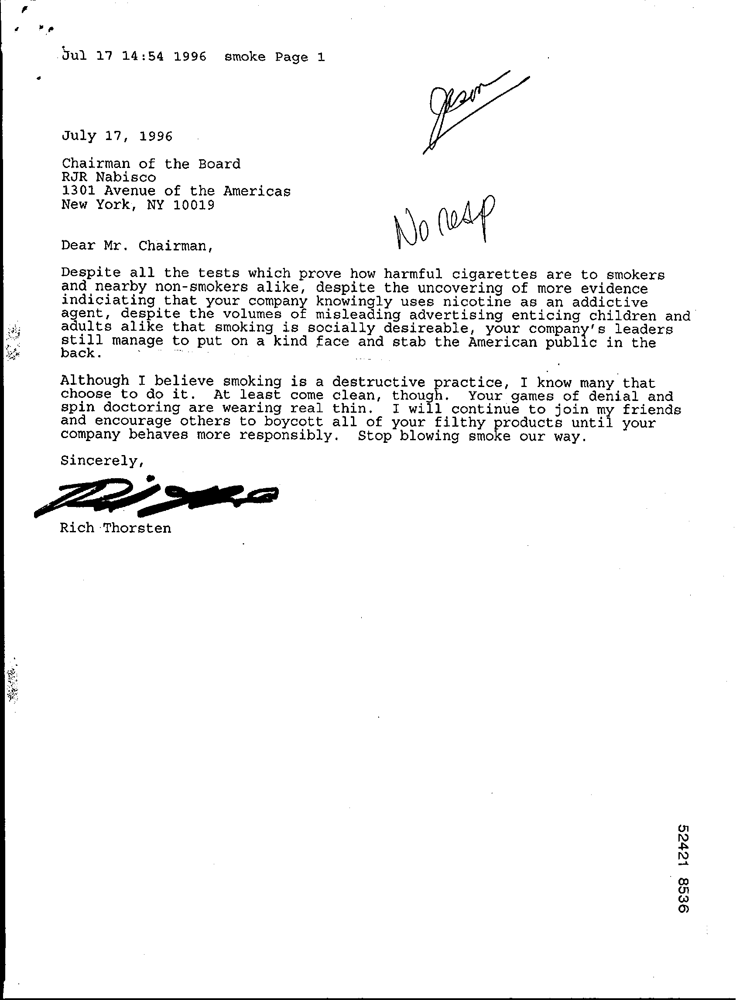 Jul 17 14:54 1996  smoke Page 1
Jason
July 17, 1996
Chairman of the Board
RJR Nabisco
1301 Avenue of the Americas
New York, NY 10019
No resp
Dear Mr. Chairman,
Despite all the tests which prove how harmful cigarettes are to smokers
and nearby non-smokers alike, despite the uncovering of more evidence
indiciating that your company knowingly uses nicotine as an addictive
agent, despite the volumes of misleading advertising enticing children and
adults alike that smoking is socially desireable, your company's leaders
still manage to put on a kind face and stab the American public in the
back.
Although I believe smoking is a destructive practice, I know many that
choose to do it.  At least come clean, though.  Your games of denial and
spin doctoring are wearing real thin.  I will continue to join my friends
and encourage others to boycott all of your filthy products until your
company behaves more responsibly.  Stop blowing smoke our way.
Sincerely,
Rich Thorsten
52421 8536